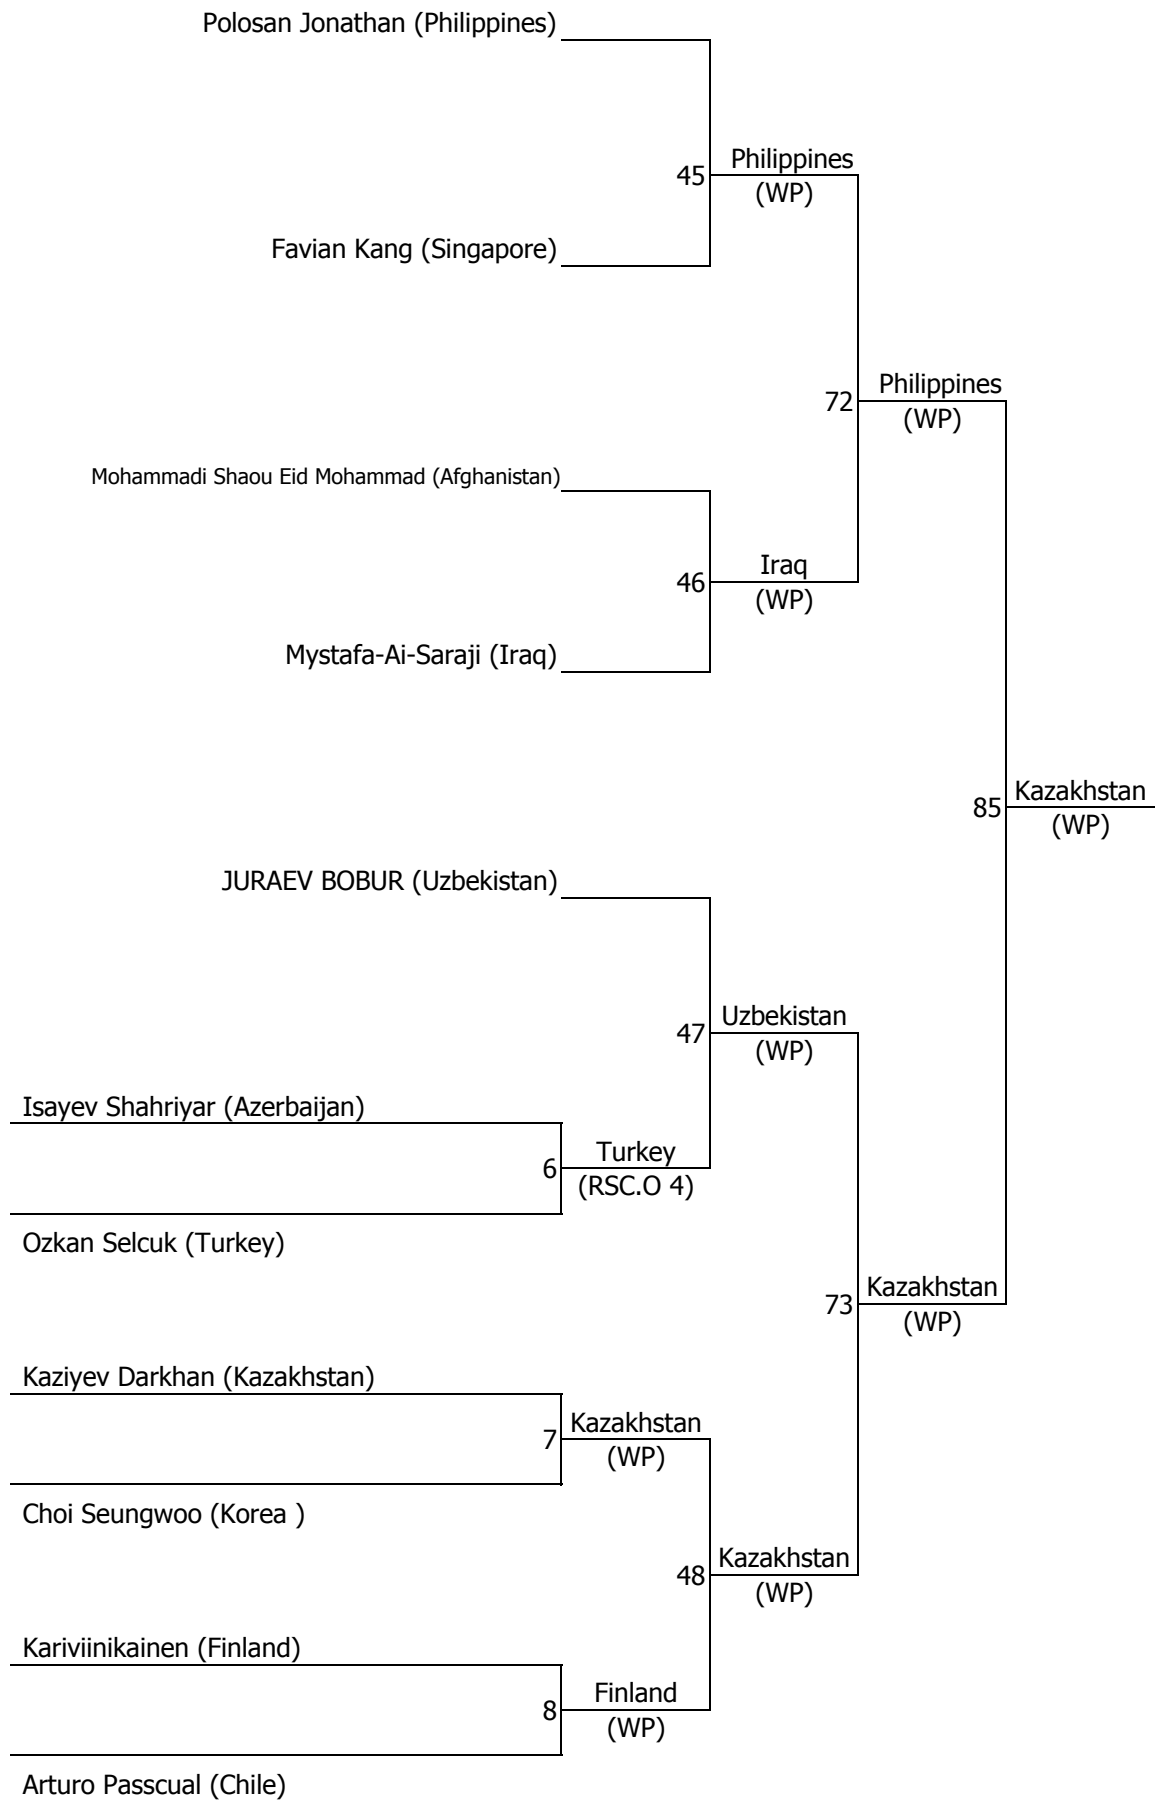 Polosan Jonathan (Philippines)
45
Philippines
(WP)
Favian Kang (Singapore)
72
Philippines
(WP)
Mohammadi Shaou Eid Mohammad (Afghanistan)
46
Iraq
(WP)
Mystafa-Ai-Saraji (Iraq)
85
Kazakhstan
(WP)
JURAEV BOBUR (Uzbekistan)
47
Uzbekistan
(WP)
Isayev Shahriyar (Azerbaijan)
6
Turkey
(RSC.O 4)
Ozkan Selcuk (Turkey)
73
Kazakhstan
(WP)
Kaziyev Darkhan (Kazakhstan)
7
Kazakhstan
(WP)
Choi Seungwoo (Korea )
48
Kazakhstan
(WP)
Kariviinikainen (Finland)
8
Finland
(WP)
Arturo Passcual (Chile)